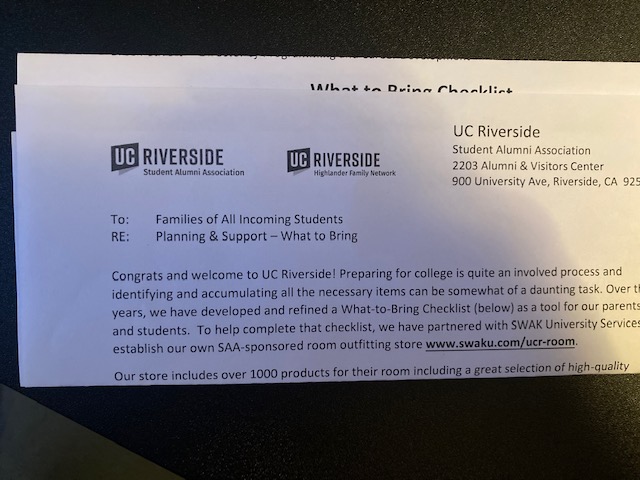 What to Bring Checklist
UC RIVERSIDE
Student Alumni Association
UC RIVERSIDE
Highlander Family Network
UC Riverside
Student Alumni Association
2203 Alumni & Visitors Center
900 University Ave, Riverside, CA 925
To: Families of All Incoming Students
RE: Planning & Support – What to Bring
Congrats and welcome to UC Riverside! Preparing for college is quite an involved process and
identifying and accumulating all the necessary items can be somewhat of a daunting task. Over th
years, we have developed and refined a What-to-Bring Checklist (below) as a tool for our parents
and students. To help complete that checklist, we have partnered with SWAK University Services
establish our own SAA-sponsored room outfitting store www.swaku.com/ucr-room.
Our store includes over 1000 products for their room including a great selection of high-quality